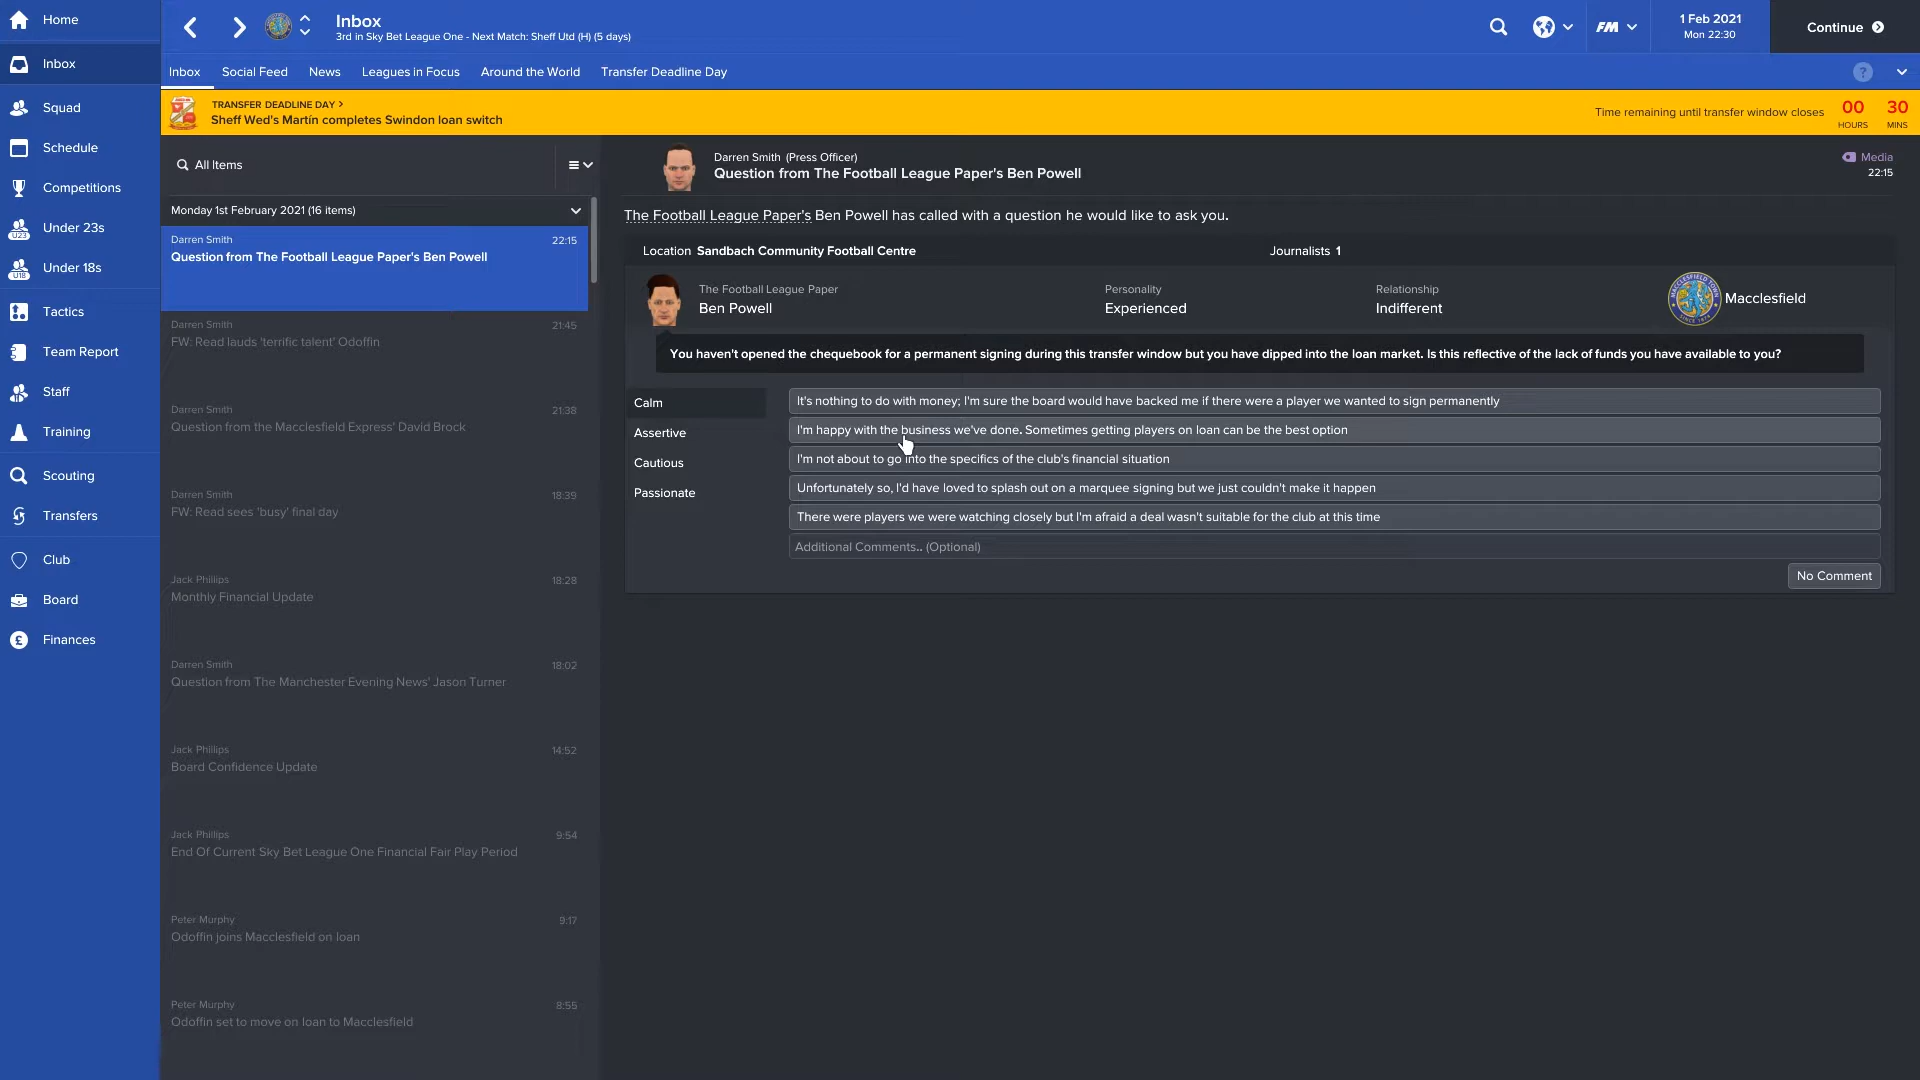 Home
Inbox
Squad
Schedule
Competitions
Under 23s
Under 18s
Tactics
Team Report
Staff
Training
Scouting
Transfers
Club
Board
Finances
Inbox
3rd in Sky Bet League One - Next Match: Sheff Utd (H) (5 days)
FM
1 Feb 2021
Mon 22:30
Continue
Inbox Social Feed News Leagues in Focus Around the World Transfer Deadline Day
TRANSFER DEADLINE DAY >
Sheff Wed's Martín completes Swindon loan switch
Time remaining until transfer window closes
00 HOURS
30 MINS
All Items
Monday 1st February 2021 (16 items)
Darren Smith 22:15
Question from The Football League Paper's Ben Powell
Darren Smith 21:45
FW: Read lauds 'terrific talent' Odoffin
Darren Smith 21:38
Question from the Macclesfield Express' David Brock
Darren Smith 18:39
FW: Read sees 'busy' final day
Jack Phillips 18:28
Monthly Financial Update
Darren Smith 18:02
Question from The Manchester Evening News' Jason Turner
Jack Phillips 14:52
Board Confidence Update
Jack Phillips 9:54
End Of Current Sky Bet League One Financial Fair Play Period
Peter Murphy 9:17
Odoffin joins Macclesfield on loan
Peter Murphy 8:55
Odoffin set to move on loan to Macclesfield
Darren Smith (Press Officer)
Question from The Football League Paper's Ben Powell
Media
22:15
The Football League Paper's Ben Powell has called with a question he would like to ask you.
Location Sandbach Community Football Centre
Journalists 1
The Football League Paper
Ben Powell
Personality
Experienced
Relationship
Indifferent
Macclesfield
You haven't opened the chequebook for a permanent signing during this transfer window but you have dipped into the loan market. Is this reflective of the lack of funds you have available to you?
Calm
Assertive
Cautious
Passionate
It's nothing to do with money; I'm sure the board would have backed me if there were a player we wanted to sign permanently
I'm happy with the business we've done. Sometimes getting players on loan can be the best option
I'm not about to go into the specifics of the club's financial situation
Unfortunately so, I'd have loved to splash out on a marquee signing but we just couldn't make it happen
There were players we were watching closely but I'm afraid a deal wasn't suitable for the club at this time
Additional Comments.. (Optional)
No Comment